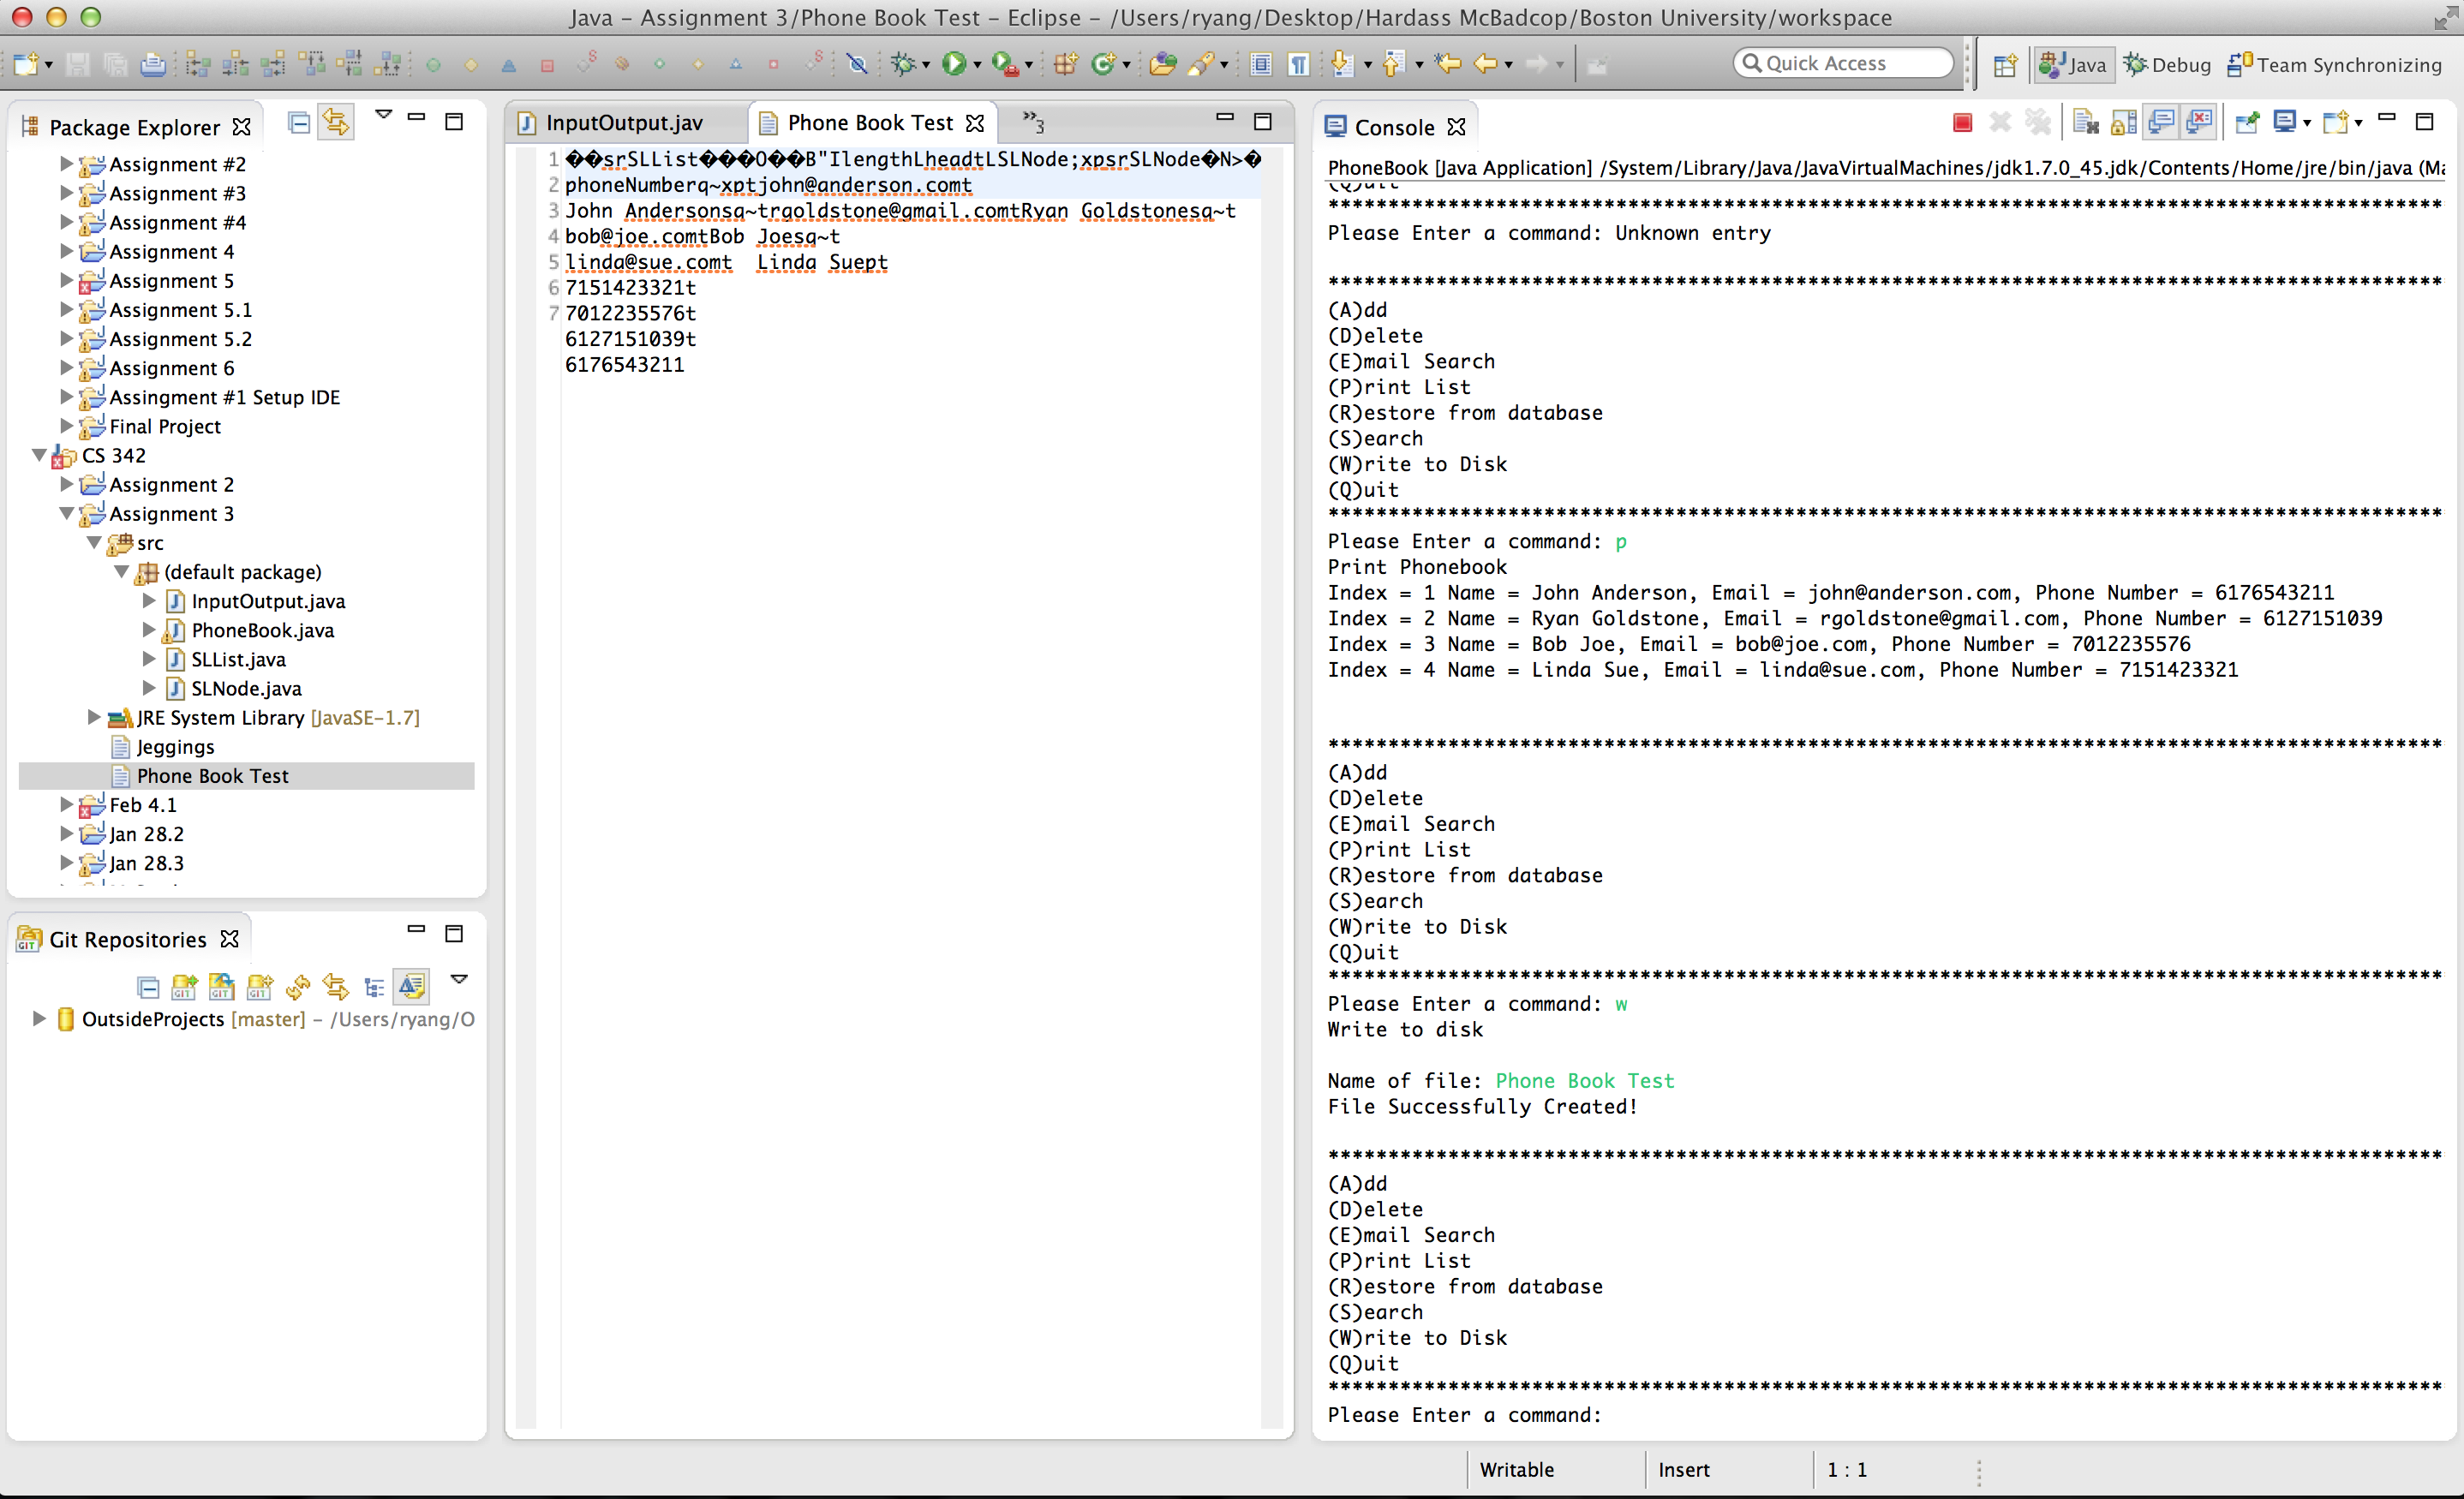 Java – Assignment 3/Phone Book Test – Eclipse – /Users/ryang/Desktop/Hardass McBadcop/Boston University/workspace
Quick Access
Java
Debug
Team Synchronizing
Package Explorer
Assignment #2
Assignment #3
Assignment #4
Assignment 4
Assignment 5
Assignment 5.1
Assignment 5.2
Assignment 6
Assingment #1 Setup IDE
Final Project
CS 342
Assignment 2
Assignment 3
src
(default package)
InputOutput.java
PhoneBook.java
SLList.java
SLNode.java
JRE System Library [JavaSE-1.7]
Jeggings
Phone Book Test
Feb 4.1
Jan 28.2
Jan 28.3
Git Repositories
OutsideProjects [master] – /Users/ryang/O
InputOutput.jav
Phone Book Test
3
1 ��srSLList���O��B"IlengthLheadtLSLNode;xpsrSLNode�N>�
2 phoneNumberq~xptjohn@anderson.comt
3 John Andersonsq~trgoldstone@gmail.comtRyan Goldstonesq~t
4 bob@joe.comtBob Joesq~t
5 linda@sue.comt Linda Suept
6 7151423321t
7 7012235576t
6127151039t
6176543211
Console
PhoneBook [Java Application] /System/Library/Java/JavaVirtualMachines/jdk1.7.0_45.jdk/Contents/Home/jre/bin/java (Ma
(Q)uit
*********************************************************************************************
Please Enter a command: Unknown entry
*********************************************************************************************
(A)dd
(D)elete
(E)mail Search
(P)rint List
(R)estore from database
(S)earch
(W)rite to Disk
(Q)uit
*********************************************************************************************
Please Enter a command: p
Print Phonebook
Index = 1 Name = John Anderson, Email = john@anderson.com, Phone Number = 6176543211
Index = 2 Name = Ryan Goldstone, Email = rgoldstone@gmail.com, Phone Number = 6127151039
Index = 3 Name = Bob Joe, Email = bob@joe.com, Phone Number = 7012235576
Index = 4 Name = Linda Sue, Email = linda@sue.com, Phone Number = 7151423321
*********************************************************************************************
(A)dd
(D)elete
(E)mail Search
(P)rint List
(R)estore from database
(S)earch
(W)rite to Disk
(Q)uit
*********************************************************************************************
Please Enter a command: w
Write to disk
Name of file: Phone Book Test
File Successfully Created!
*********************************************************************************************
(A)dd
(D)elete
(E)mail Search
(P)rint List
(R)estore from database
(S)earch
(W)rite to Disk
(Q)uit
*********************************************************************************************
Please Enter a command:
Writable
Insert
1 : 1